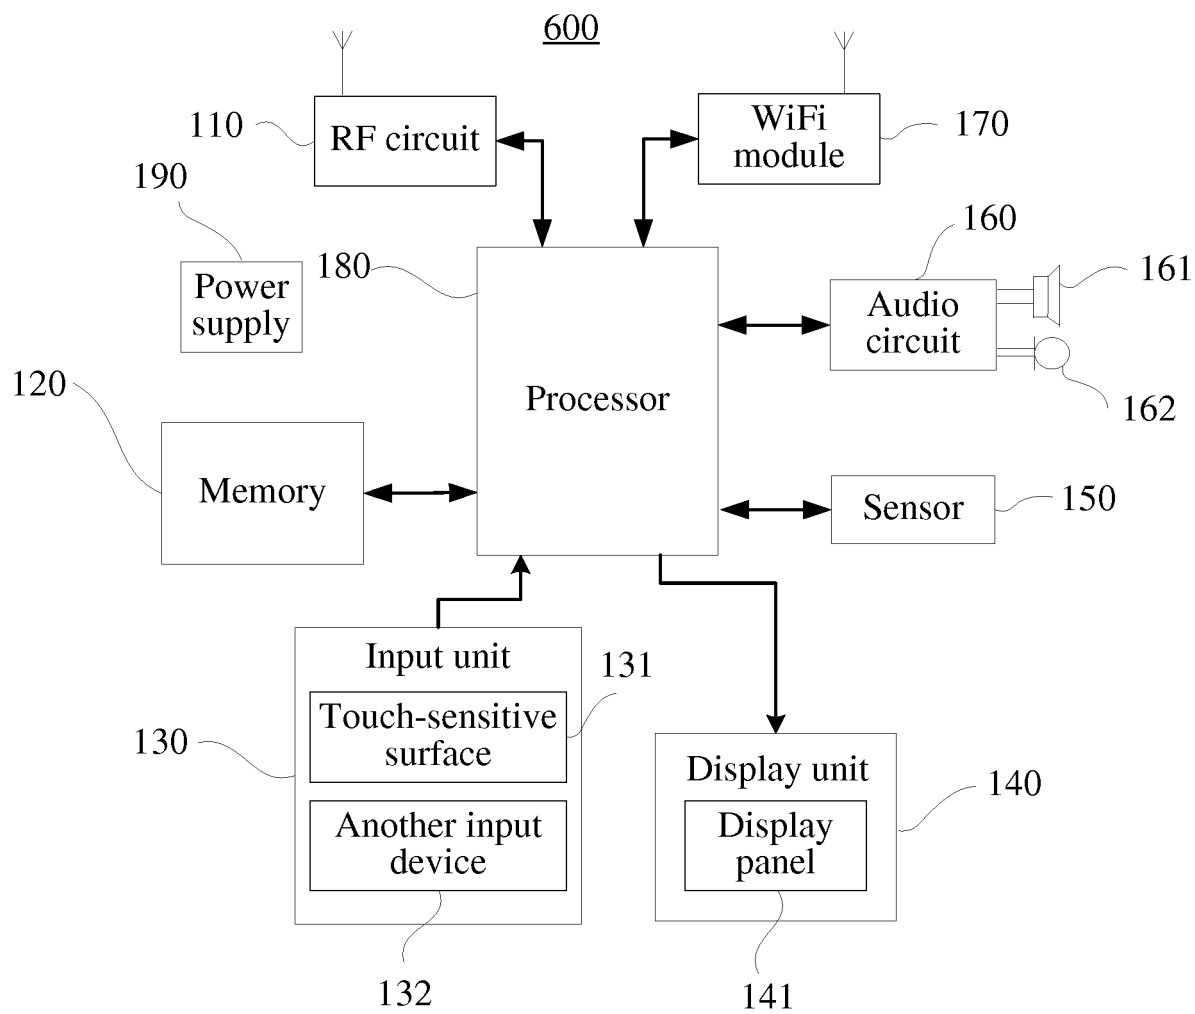 600
110
RF circuit
WiFi
module
170
190
Power
supply
180
160
Audio
circuit
161
162
Processor
120
Memory
Sensor
150
Input unit
131
Touch-sensitive
surface
130
Another input
device
132
Display unit
140
Display
panel
141